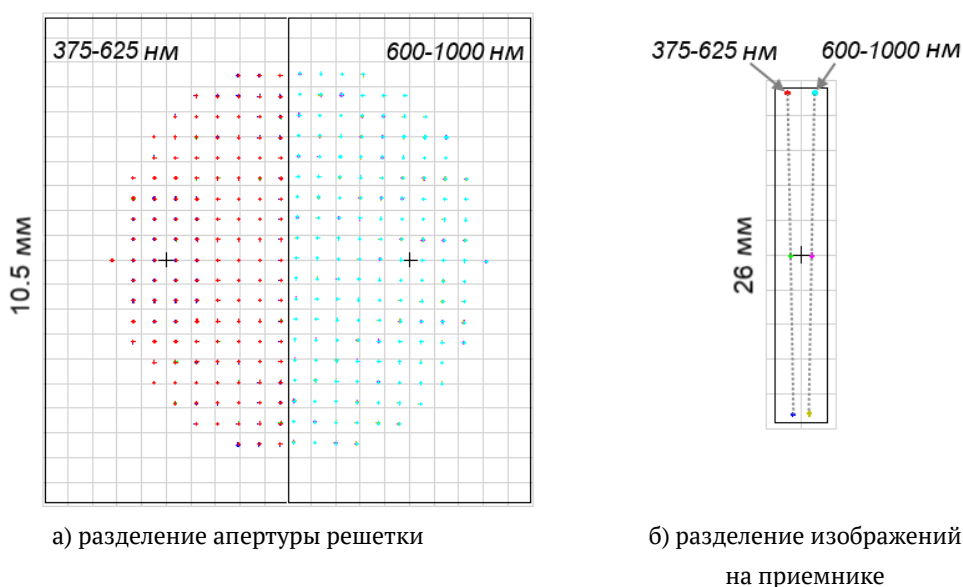 375-625 нм
600-1000 нм
10.5 мм
а) разделение апертуры решетки
375-625 нм
600-1000 нм
26 мм
б) разделение изображений
на приемнике